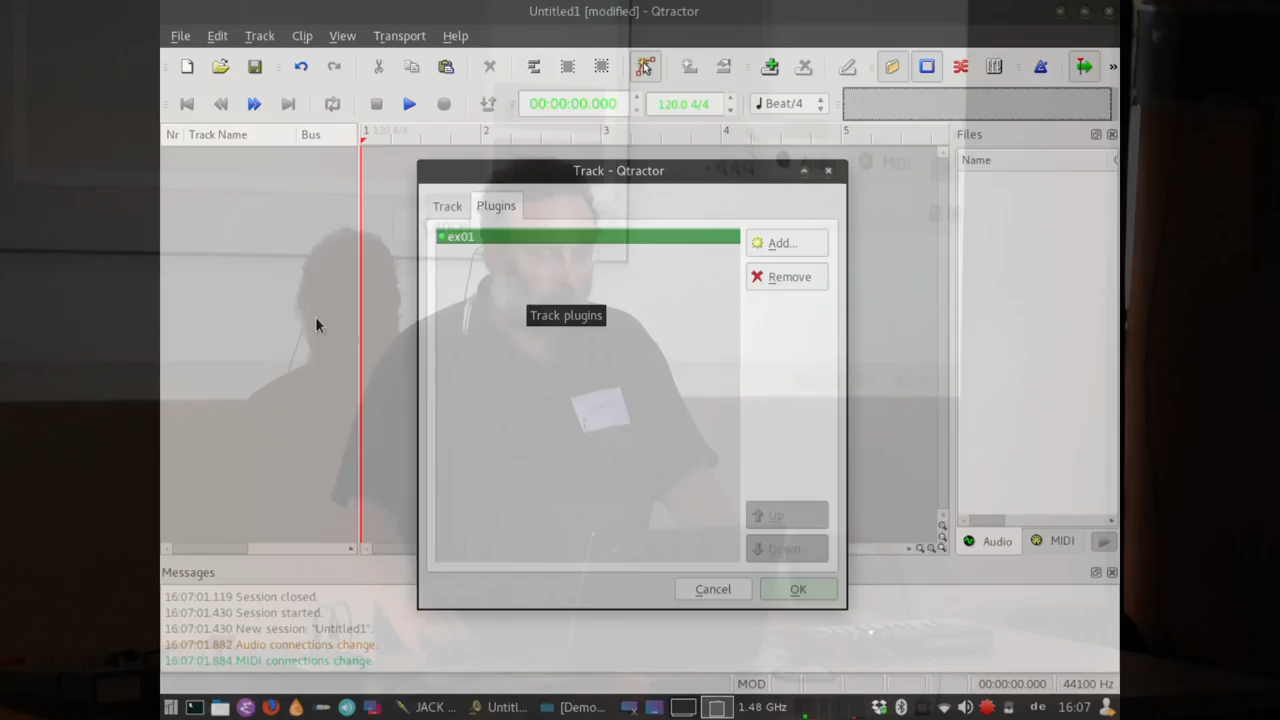 Untitled1 [modified] - Qtractor
File Edit Track Clip View Transport Help
00:00:00.000 120.0 4/4 Beat/4
Nr Track Name Bus
1 120 4/4 2 3 4 5
Files
Name
Track - Qtractor
Track Plugins
ex01
Add...
Remove
Track plugins
Up
Down
Cancel OK
Audio MIDI
Messages
16:07:01.119 Session closed.
16:07:01.430 Session started.
16:07:01.430 New session: "Untitled1".
16:07:01.882 Audio connections change.
16:07:01.884 MIDI connections change.
MOD 00:00:00.000 44100 Hz
JACK ... Untitl... [Demo... 1.48 GHz de 16:07